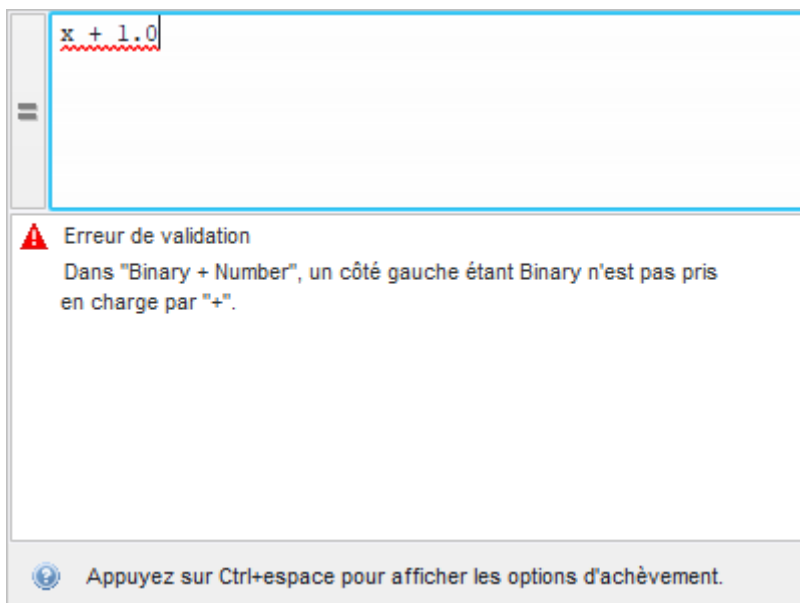 x + 1.0
=
Erreur de validation
Dans "Binary + Number", un côté gauche étant Binary n'est pas pris
en charge par "+".
Appuyez sur Ctrl+espace pour afficher les options d'achèvement.